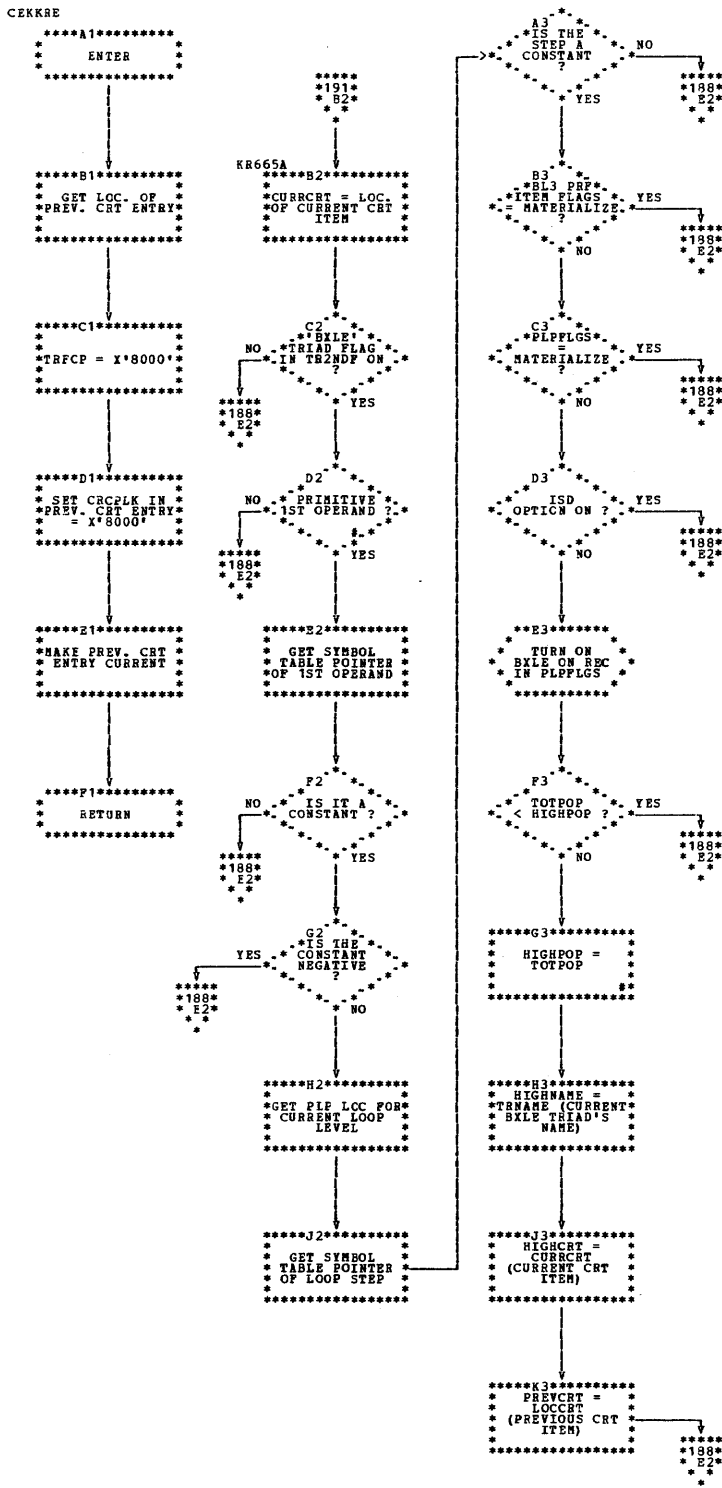 CEKKRE
A1
ENTER
B1
GET LOC. OF
PREV. CRT ENTRY
C1
TRFCP = X'8000'
D1
SET CRCPLK IN
PREV. CRT ENTRY
= X'8000'
E1
MAKE PREV. CRT
ENTRY CURRENT
F1
RETURN
191
B2
KR665A
B2
CURRCRT = LOC.
OF CURRENT CRT
ITEM
C2
'BXLE'
TRIAD FLAG
IN TR2NDF ON
?
NO
YES
188
E2
D2
PRIMITIVE
1ST OPERAND ?
#
NO
YES
188
E2
E2
GET SYMBOL
TABLE POINTER
OF 1ST OPERAND
F2
IS IT A
CONSTANT ?
NO
YES
188
E2
G2
IS THE
CONSTANT
NEGATIVE
?
YES
NO
188
E2
H2
GET PLP LCC FOR
CURRENT LOOP
LEVEL
J2
GET SYMBOL
TABLE POINTER
OF LOOP STEP
A3
IS THE
STEP A
CONSTANT
?
NO
YES
188
E2
B3
BL3 PRF
ITEM FLAGS
= MATERIALIZE
?
YES
NO
188
E2
C3
PLPFLGS
=
MATERIALIZE
?
YES
NO
188
E2
D3
ISD
OPTION ON ?
YES
NO
188
E2
E3
TURN ON
BXLE ON REC
IN PLPFLGS
F3
TOTPOP
< HIGHPOP ?
YES
NO
188
E2
G3
HIGHPOP =
TOTPOP
#
H3
HIGHNAME =
TRNAME (CURRENT
BXLE TRIAD'S
NAME)
J3
HIGHCRT =
CURRCRT
(CURRENT CRT
ITEM)
K3
PREVCRT =
LOCCRT
(PREVIOUS CRT
ITEM)
188
E2